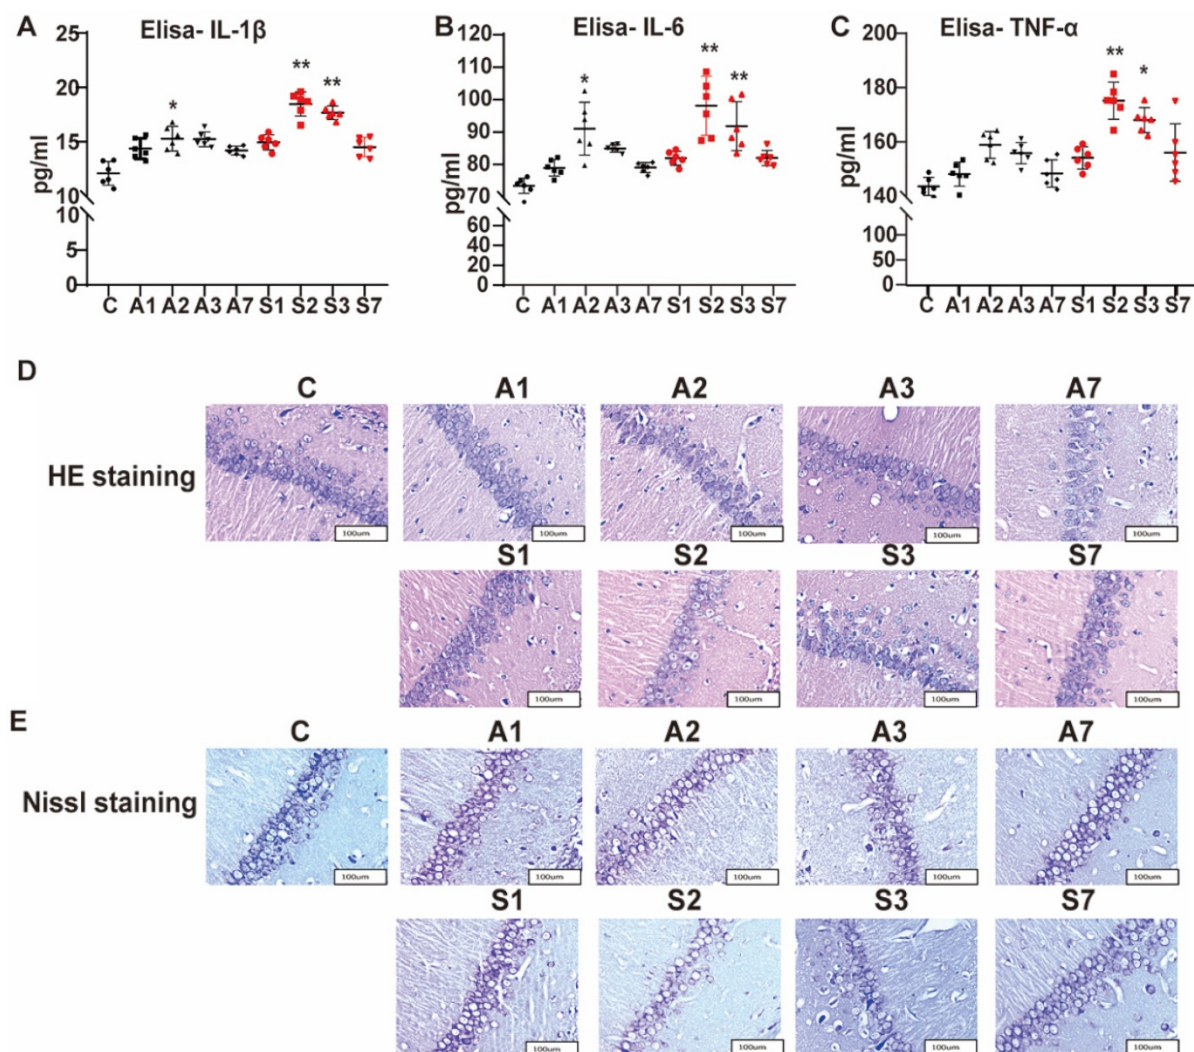 A Elisa- IL-1β
25
20
15
10
10
5
0
pg/ml
* ** **
C A1 A2 A3 A7 S1 S2 S3 S7
B Elisa- IL-6
120
110
100
90
80
70
60
40
20
0
pg/ml
* ** **
C A1 A2 A3 A7 S1 S2 S3 S7
C Elisa- TNF-α
200
180
160
140
100
50
0
pg/ml
** *
C A1 A2 A3 A7 S1 S2 S3 S7
D
C A1 A2 A3 A7
HE staining
100um 100um 100um 100um 100um
S1 S2 S3 S7
100um 100um 100um 100um
E
C A1 A2 A3 A7
Nissl staining
100um 100um 100um 100um 100um
S1 S2 S3 S7
100um 100um 100um 100um